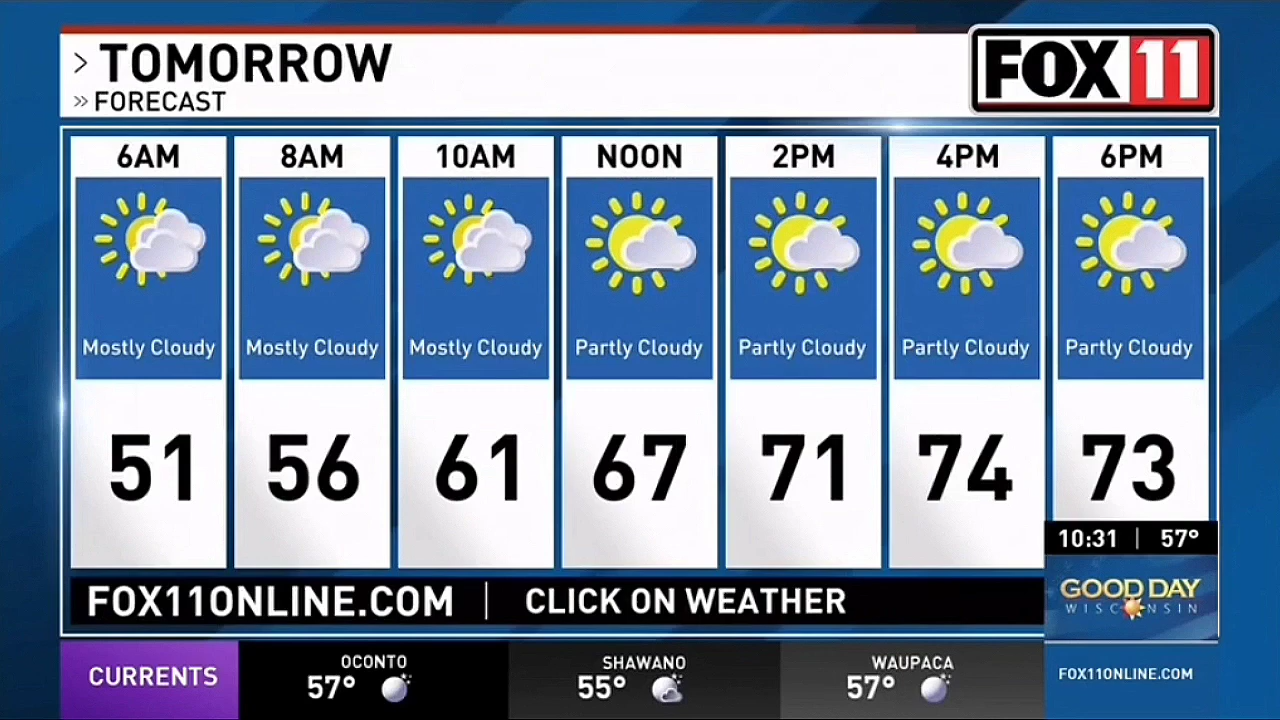 > TOMORROW
» FORECAST
FOX 11
6AM
Mostly Cloudy
51
8AM
Mostly Cloudy
56
10AM
Mostly Cloudy
61
NOON
Partly Cloudy
67
2PM
Partly Cloudy
71
4PM
Partly Cloudy
74
6PM
Partly Cloudy
73
FOX11ONLINE.COM | CLICK ON WEATHER
10:31 | 57°
GOOD DAY
WISCONSIN
CURRENTS
OCONTO
57°
SHAWANO
55°
WAUPACA
57°
FOX11ONLINE.COM